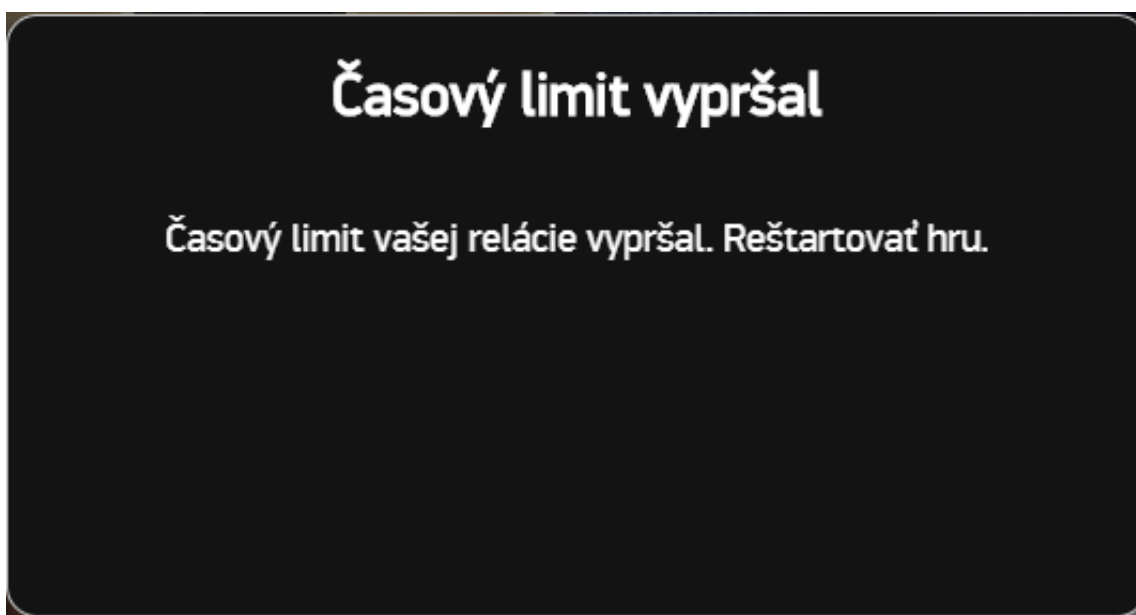 Časový limit vypršal
Časový limit vašej relácie vypršal. Reštartovať hru.